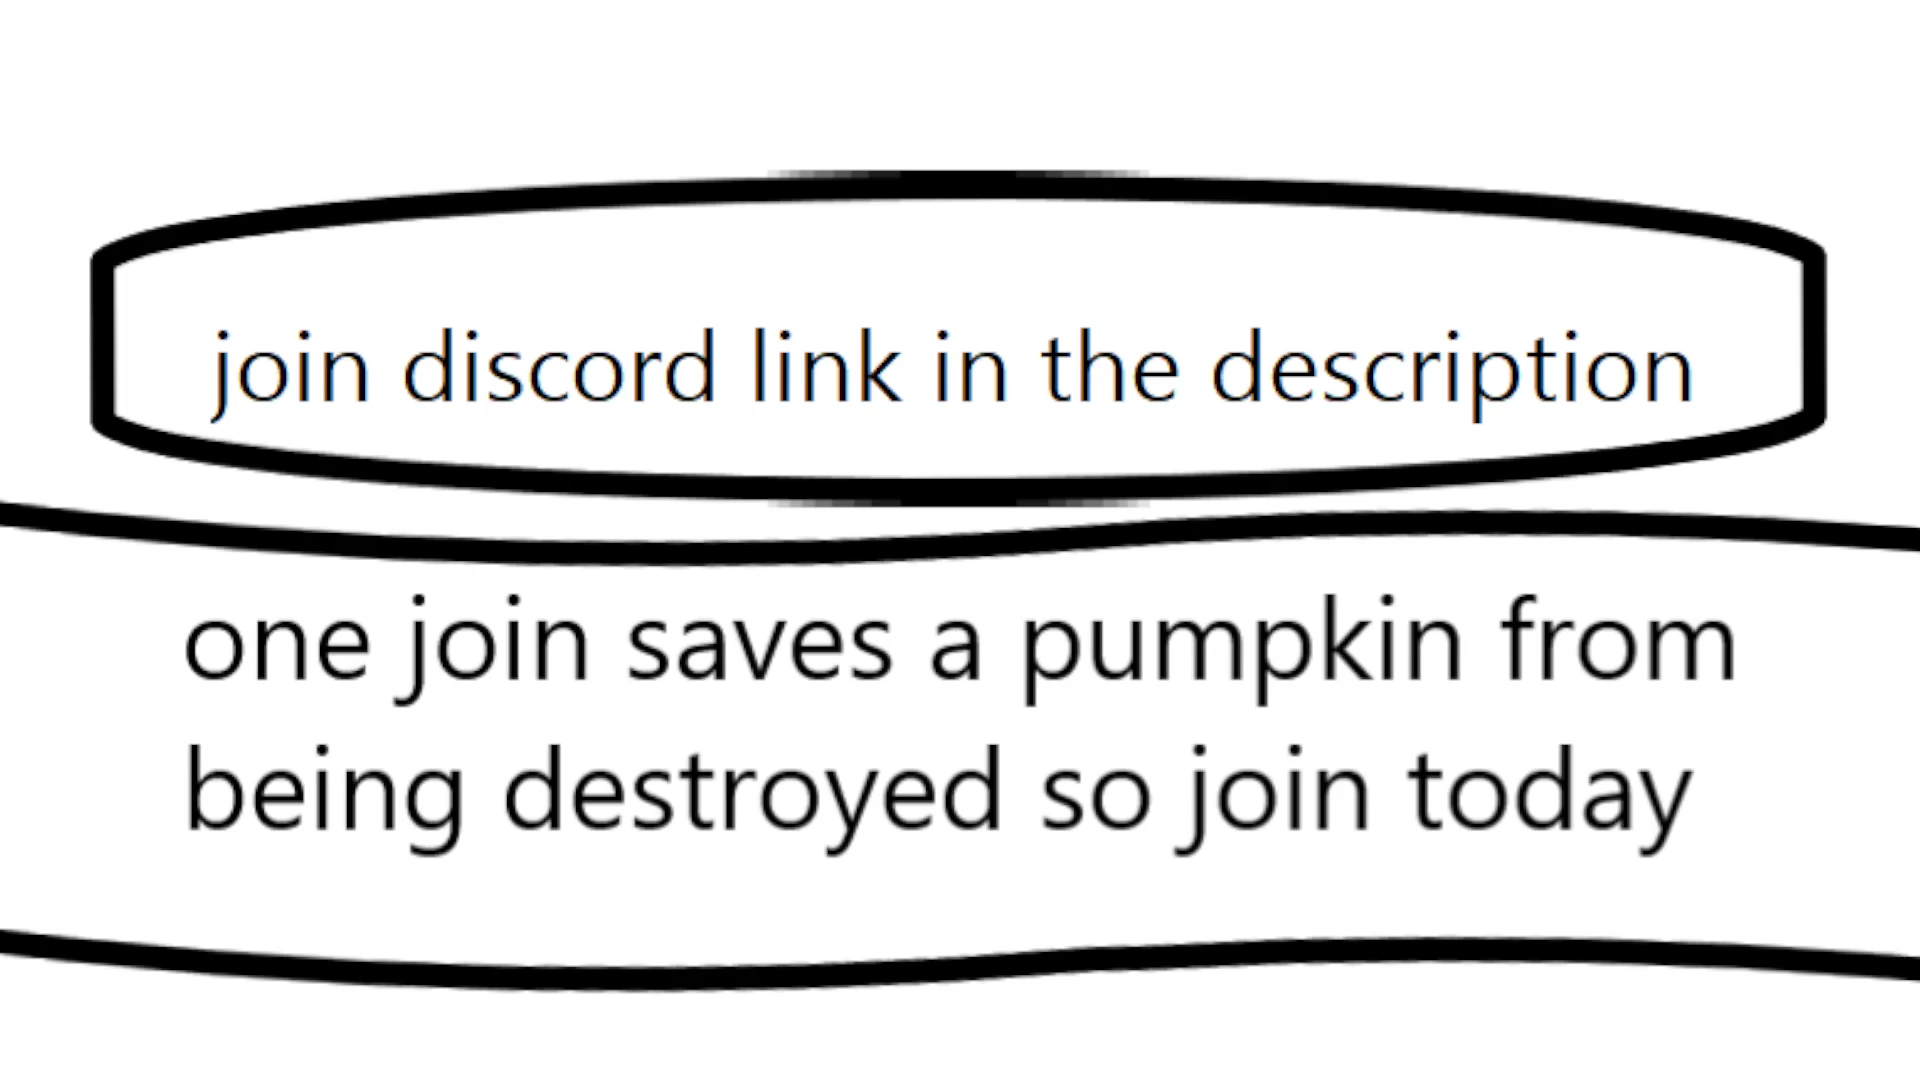 join discord link in the description
one join saves a pumpkin from
being destroyed so join today